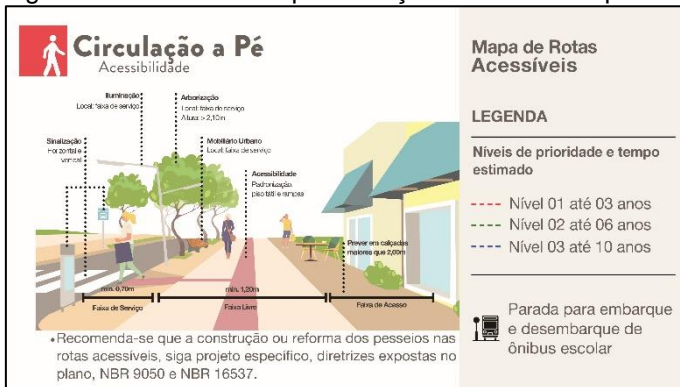 Circulação a Pé
Acessibilidade
Iluminação
Local: faixa de serviço
Arborização
Local: faixa de serviço
Altura > 2,10m
Sinalização
Horizontal e
vertical
Mobiliário Urbano
Local: faixa de serviço
Acessibilidade
Padronização,
piso tátil e rampas
Prever em calçadas
maiores que 2,00m
min. 0,70m
min. 1,20m
Faixa de Serviço
Faixa Livre
Faixa de Acesso
•Recomenda-se que a construção ou reforma dos pesseios nas
rotas acessíveis, siga projeto específico, diretrizes expostas no
plano, NBR 9050 e NBR 16537.
Mapa de Rotas
Acessíveis
LEGENDA
Níveis de prioridade e tempo
estimado
Nível 01 até 03 anos
Nível 02 até 06 anos
Nível 03 até 10 anos
Parada para embarque
e desembarque de
ônibus escolar